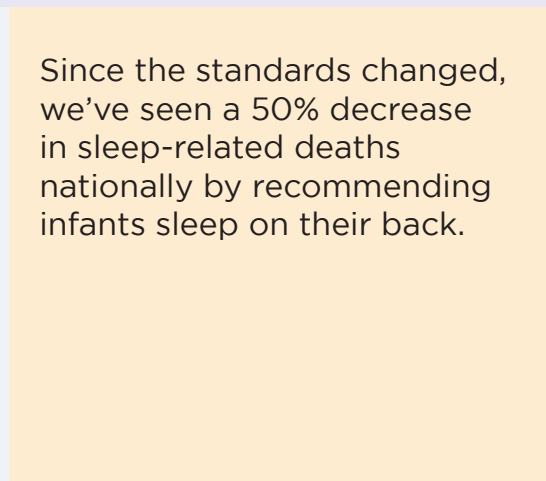 Since the standards changed,
we’ve seen a 50% decrease
in sleep-related deaths
nationally by recommending
infants sleep on their back.